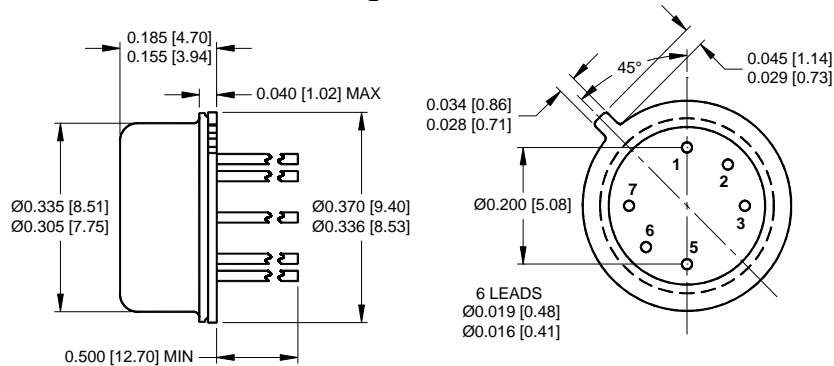 0.185 [4.70]
0.155 [3.94]
0.040 [1.02] MAX
Ø0.335 [8.51]
Ø0.305 [7.75]
Ø0.370 [9.40]
Ø0.336 [8.53]
0.500 [12.70] MIN
45°
0.045 [1.14]
0.029 [0.73]
0.034 [0.86]
0.028 [0.71]
Ø0.200 [5.08]
1
2
3
5
6
7
6 LEADS
Ø0.019 [0.48]
Ø0.016 [0.41]